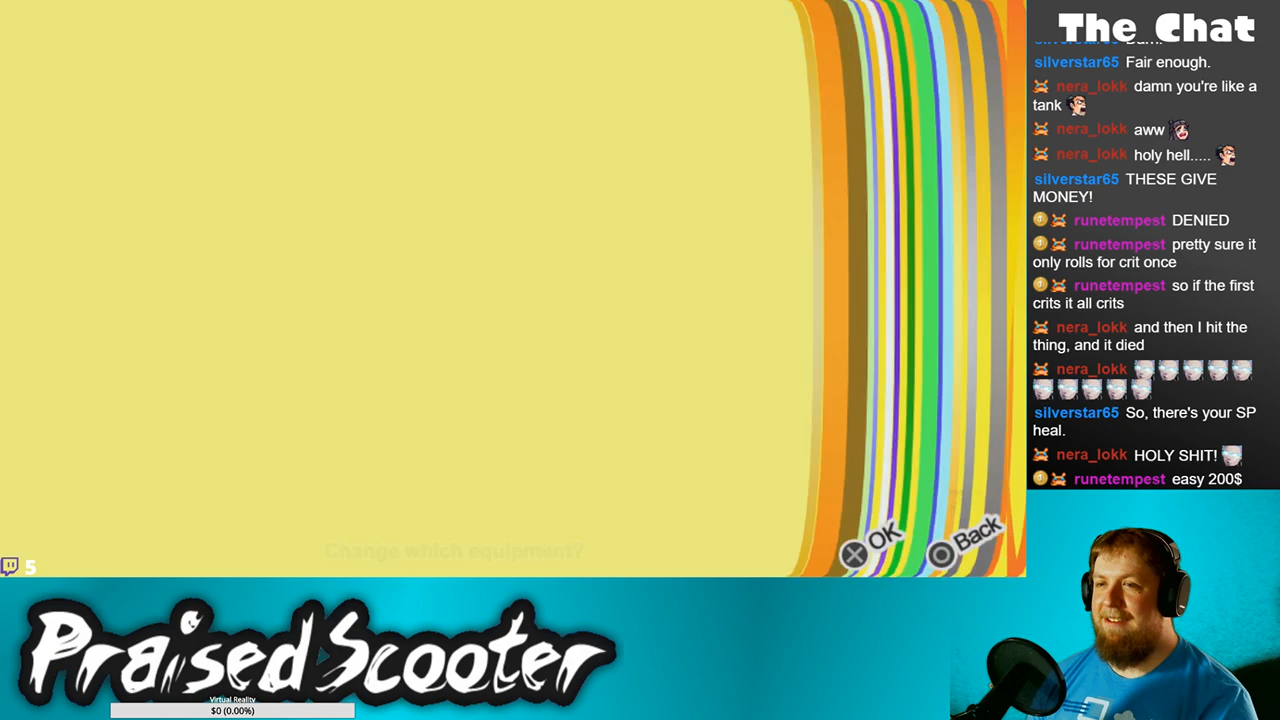 The Chat
silverstar65 Fair enough.
nera_lokk damn you're like a
tank
nera_lokk aww
nera_lokk holy hell.....
silverstar65 THESE GIVE
MONEY!
runetempest DENIED
runetempest pretty sure it
only rolls for crit once
runetempest so if the first
crits it all crits
nera_lokk and then I hit the
thing, and it died
nera_lokk
silverstar65 So, there's your SP
heal.
nera_lokk HOLY SHIT!
runetempest easy 200$
Change which equipment?
OK
Back
5
PraisedScooter
Virtual Reality
$0 (0.00%)